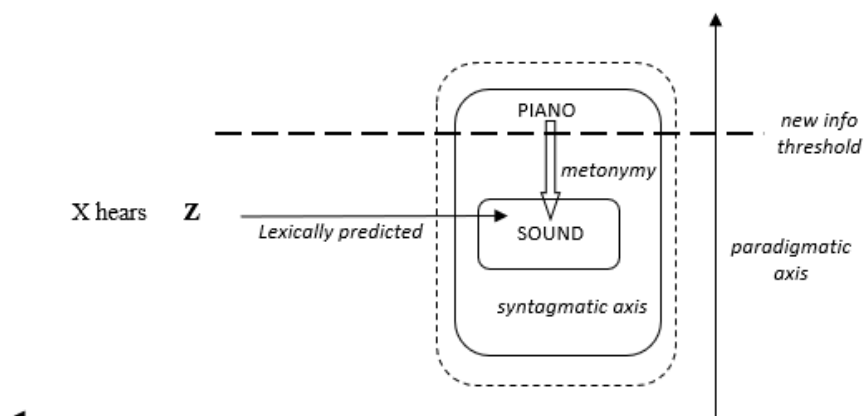 PIANO
new info
threshold
metonymy
X hears Z
Lexically predicted
SOUND
paradigmatic
axis
syntagmatic axis